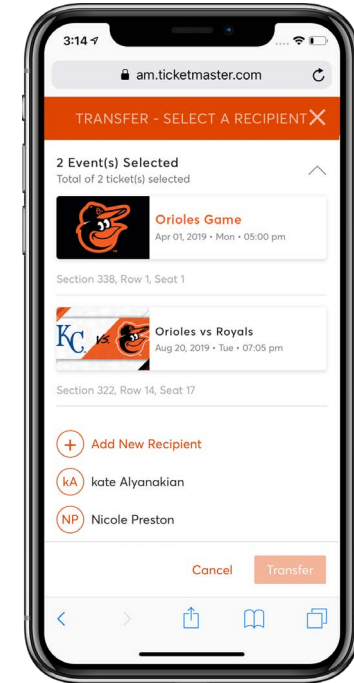 3:14
am.ticketmaster.com
TRANSFER - SELECT A RECIPIENT X
2 Event(s) Selected
Total of 2 ticket(s) selected
Orioles Game
Apr 01, 2019 • Mon • 05:00 pm
Section 338, Row 1, Seat 1
KC VS.
Orioles vs Royals
Aug 20, 2019 • Tue • 07:05 pm
Section 322, Row 14, Seat 17
+ Add New Recipient
kA kate Alyanakian
NP Nicole Preston
Cancel Transfer